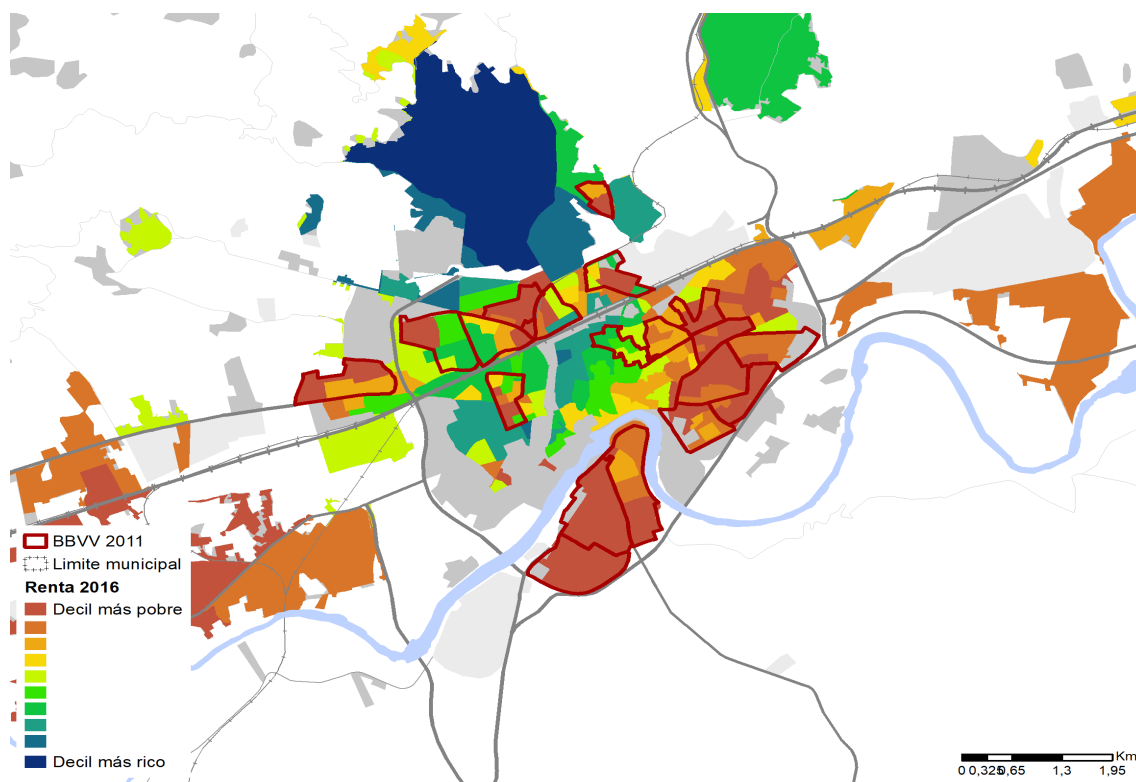 BBVV 2011
Limite municipal
Renta 2016
Decil más pobre
Decil más rico
Km
0 0,325 0,65 1,3 1,95